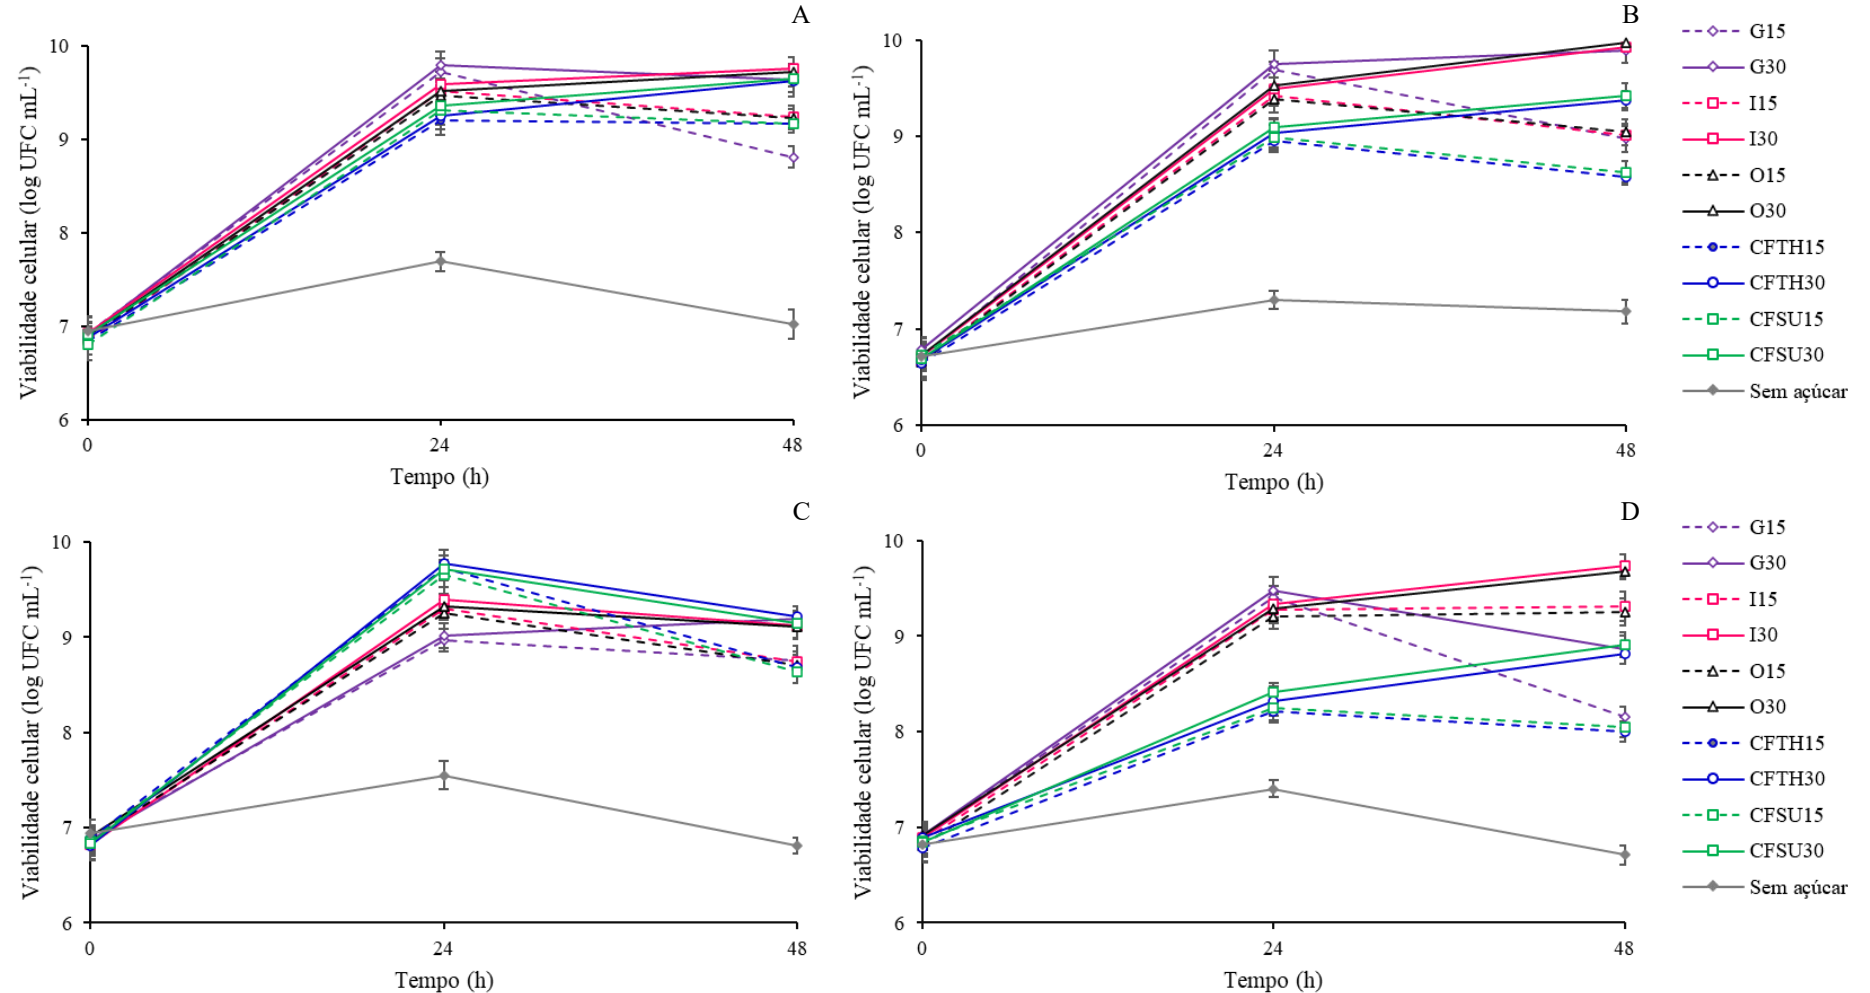 A
Viabilidade celular (log UFC mL⁻¹)
10
9
8
7
6
0
24
48
Tempo (h)
B
Viabilidade celular (log UFC mL⁻¹)
10
9
8
7
6
0
24
48
Tempo (h)
G15
G30
I15
I30
O15
O30
CFTH15
CFTH30
CFSU15
CFSU30
Sem açúcar
C
Viabilidade celular (log UFC mL⁻¹)
10
9
8
7
6
0
24
48
Tempo (h)
D
Viabilidade celular (log UFC mL⁻¹)
10
9
8
7
6
0
24
48
Tempo (h)
G15
G30
I15
I30
O15
O30
CFTH15
CFTH30
CFSU15
CFSU30
Sem açúcar